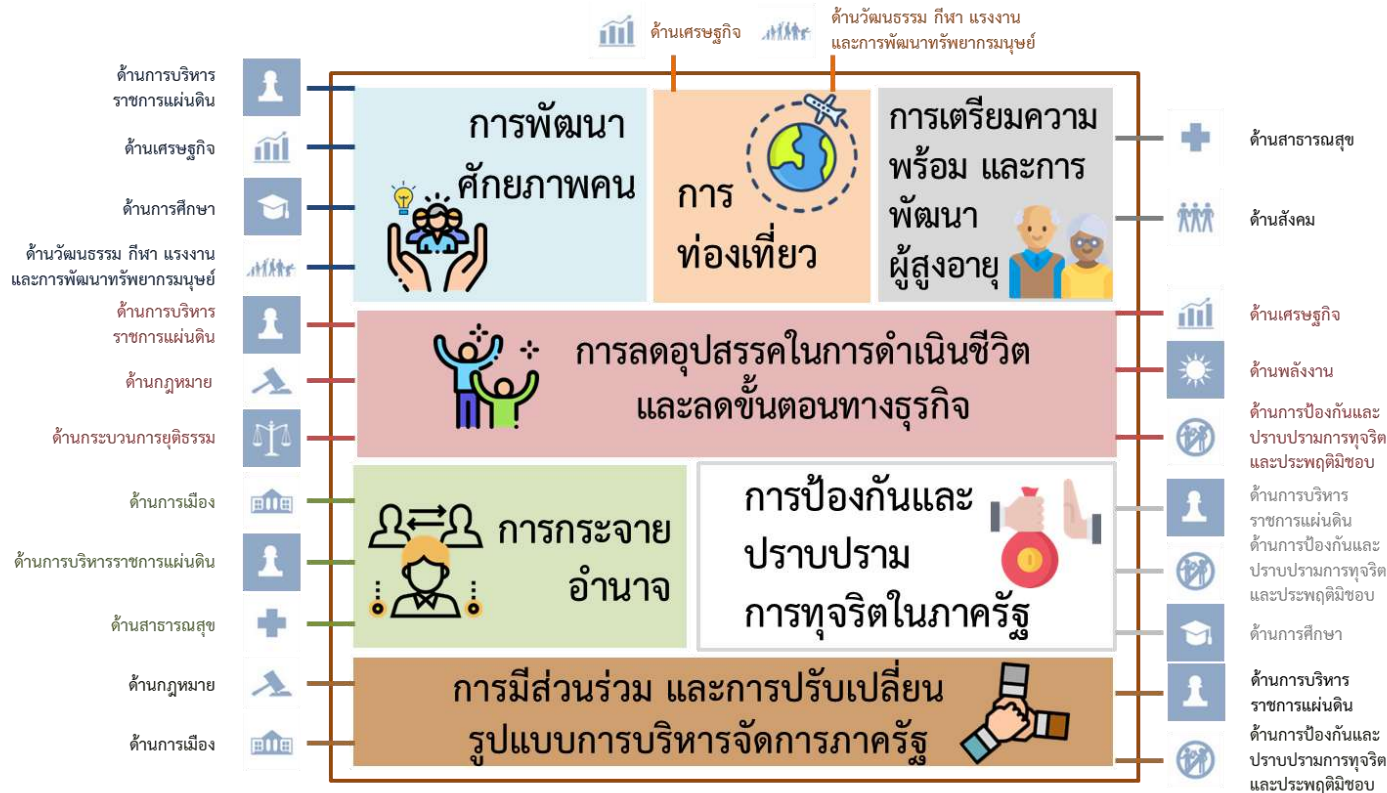 ด้านเศรษฐกิจ
ด้านวัฒนธรรม กีฬา แรงงาน
และการพัฒนาทรัพยากรมนุษย์
ด้านการบริหาร
ราชการแผ่นดิน
ด้านเศรษฐกิจ
ด้านการศึกษา
ด้านวัฒนธรรม กีฬา แรงงาน
และการพัฒนาทรัพยากรมนุษย์
การพัฒนา
ศักยภาพคน
การ
ท่องเที่ยว
การเตรียมความ
พร้อม และการ
พัฒนา
ผู้สูงอายุ
ด้านสาธารณสุข
ด้านสังคม
ด้านการบริหาร
ราชการแผ่นดิน
ด้านกฎหมาย
ด้านกระบวนการยุติธรรม
การลดอุปสรรคในการดำเนินชีวิต
และลดขั้นตอนทางธุรกิจ
ด้านเศรษฐกิจ
ด้านพลังงาน
ด้านการป้องกันและ
ปราบปรามการทุจริต
และประพฤติมิชอบ
ด้านการเมือง
ด้านการบริหารราชการแผ่นดิน
ด้านสาธารณสุข
การกระจาย
อำนาจ
การป้องกันและ
ปราบปราม
การทุจริตในภาครัฐ
ด้านการบริหาร
ราชการแผ่นดิน
ด้านการป้องกันและ
ปราบปรามการทุจริต
และประพฤติมิชอบ
ด้านการศึกษา
ด้านกฎหมาย
ด้านการเมือง
การมีส่วนร่วม และการปรับเปลี่ยน
รูปแบบการบริหารจัดการภาครัฐ
ด้านการบริหาร
ราชการแผ่นดิน
ด้านการป้องกันและ
ปราบปรามการทุจริต
และประพฤติมิชอบ